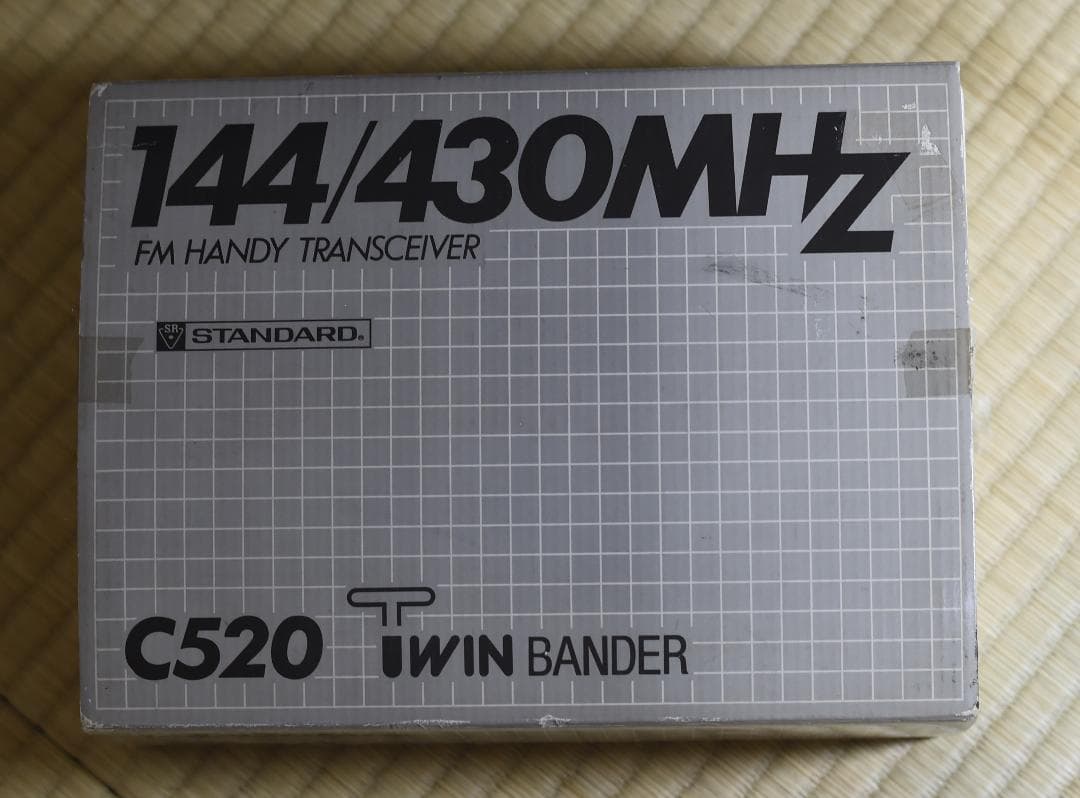 144/430MHz
FM HANDY TRANSCEIVER
SR STANDARD®
C520 TWIN BANDER